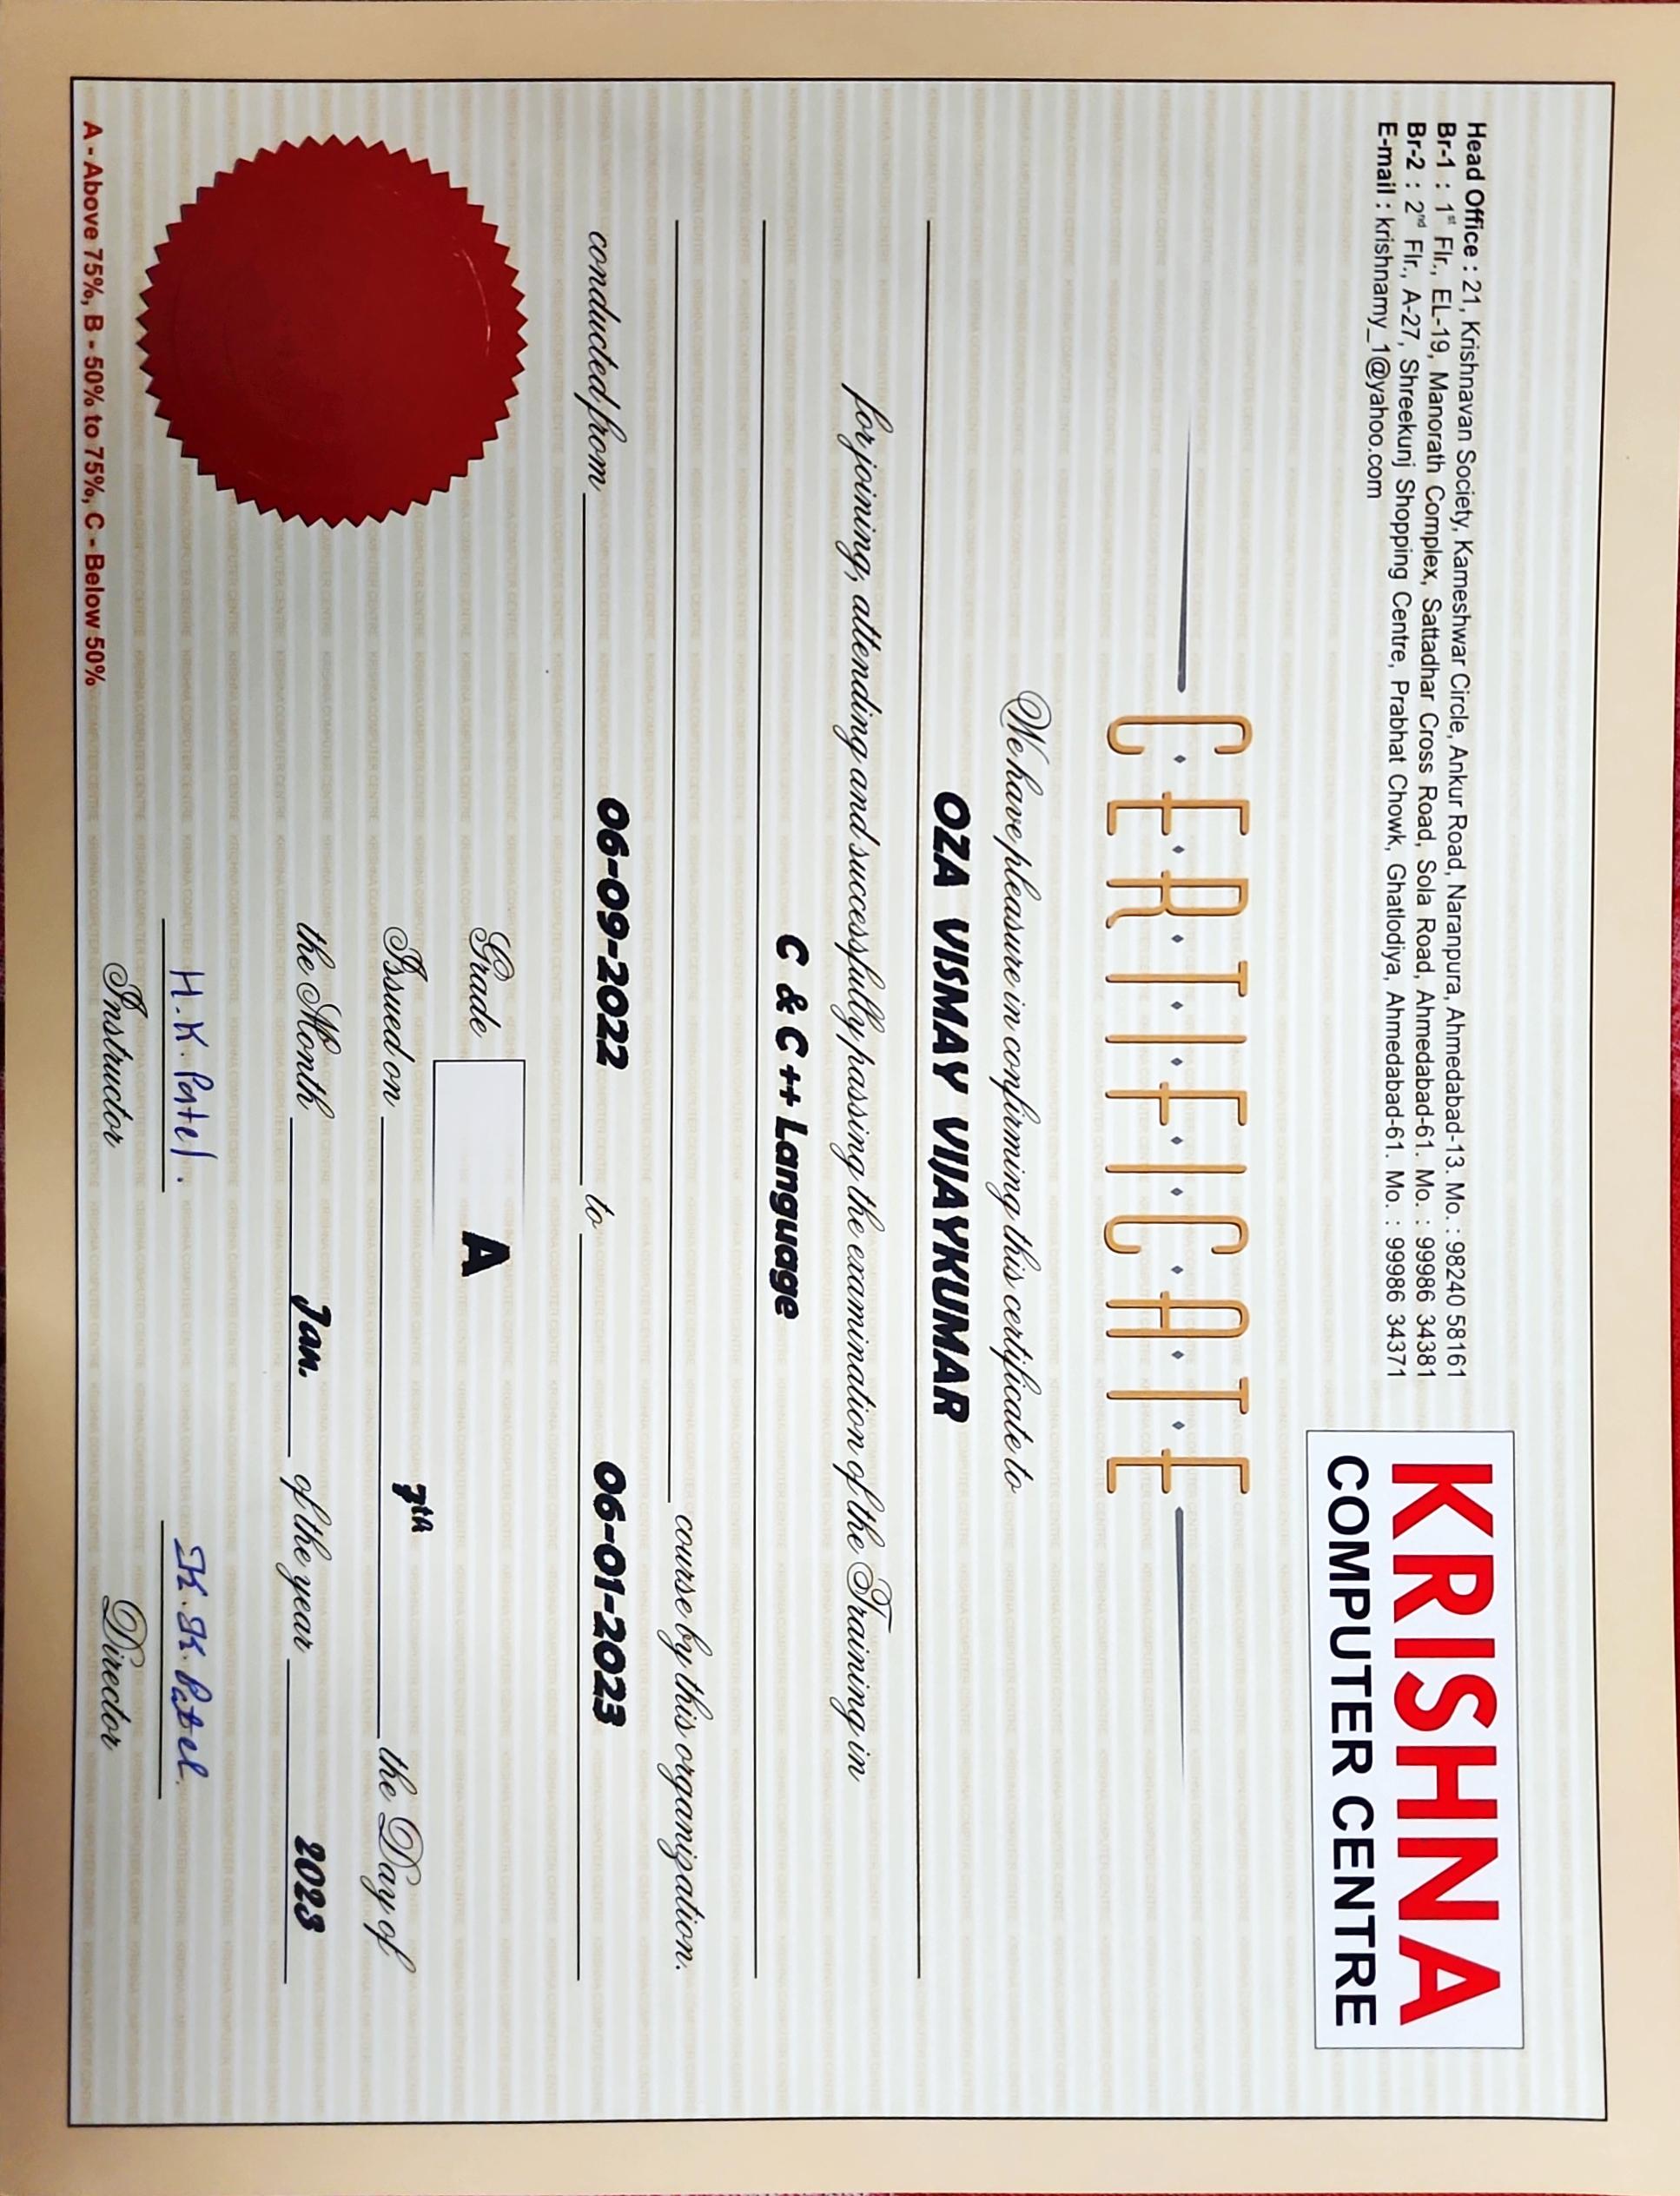 Head Office : 21, Krishnavan Society, Kameshwar Circle, Ankur Road, Naranpura, Ahmedabad-13. Mo. : 98240 58161
Br-1 : 1st Flr., EL-19, Manorath Complex, Sattadhar Cross Road, Sola Road, Ahmedabad-61. Mo. : 99986 34381
Br-2 : 2nd Flr., A-27, Shreekunj Shopping Centre, Prabhat Chowk, Ghatlodiya, Ahmedabad-61. Mo. : 99986 34371
E-mail : krishnamy_1@yahoo.com
KRISHNA
COMPUTER CENTRE
CERTIFICATE
We have pleasure in confirming this certificate to
OZA VISMAY VIJAYKUMAR
for joining, attending and successfully passing the examination of the Training in
C & C ++ Language
course by this organization.
conducted from 06-09-2022 to 06-01-2023
Grade A
Issued on 7th the Day of
the Month Jan. of the year 2023
H.K.Patel. K.K.Patel.
Instructor Director
A - Above 75%, B - 50% to 75%, C - Below 50%